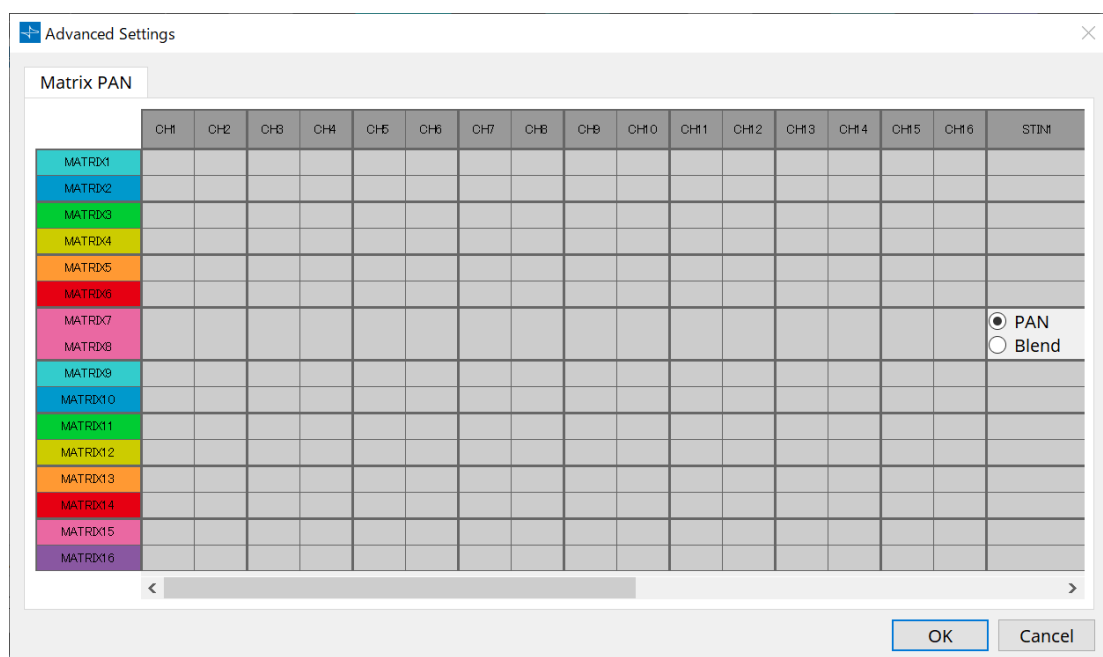 Advanced Settings
Matrix PAN
CH1 CH2 CH3 CH4 CH5 CH6 CH7 CH8 CH9 CH10 CH11 CH12 CH13 CH14 CH15 CH16 STIN1
MATRIX1
MATRIX2
MATRIX3
MATRIX4
MATRIX5
MATRIX6
MATRIX7 PAN
MATRIX8 Blend
MATRIX9
MATRIX10
MATRIX11
MATRIX12
MATRIX13
MATRIX14
MATRIX15
MATRIX16
OK Cancel